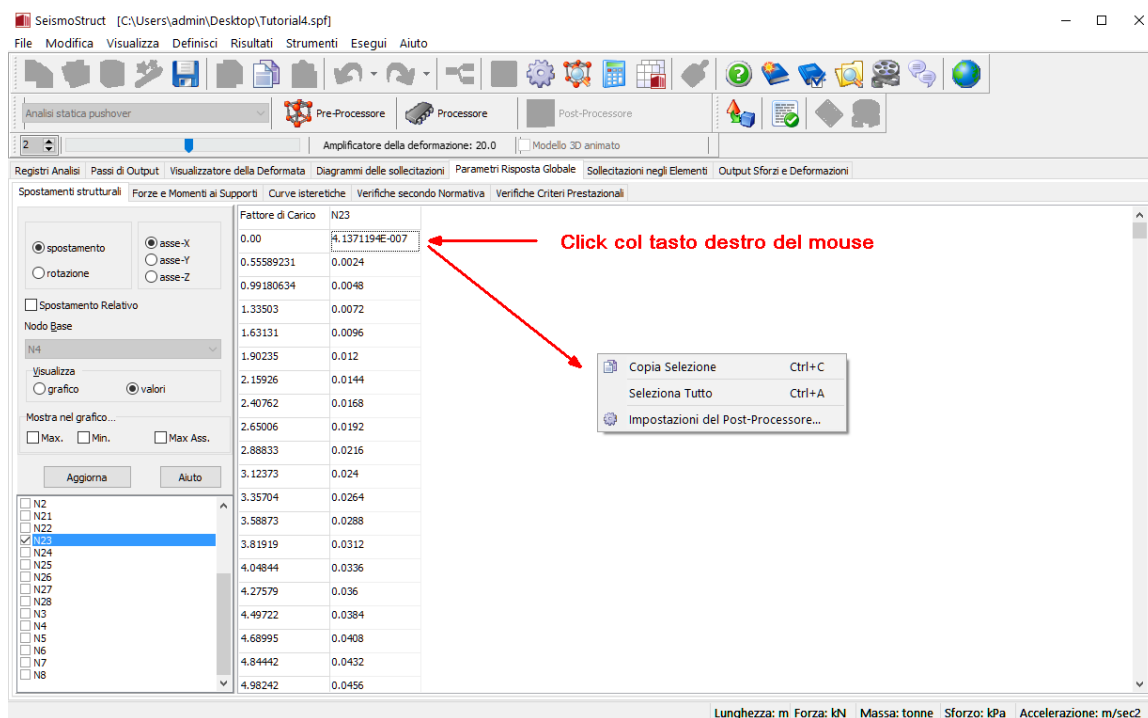 SeismoStruct [C:\Users\admin\Desktop\Tutorial4.spf]
File Modifica Visualizza Definisci Risultati Strumenti Esegui Aiuto
Analisi statica pushover Pre-Processore Processore Post-Processore
2 Amplificatore della deformazione: 20.0 Modello 3D animato
Registri Analisi Passi di Output Visualizzatore della Deformata Diagrammi delle sollecitazioni Parametri Risposta Globale Sollecitazioni negli Elementi Output Sforzi e Deformazioni
Spostamenti strutturali Forze e Momenti ai Supporti Curve isteretiche Verifiche secondo Normativa Verifiche Criteri Prestazionali
spostamento
rotazione
asse-X
asse-Y
asse-Z
Spostamento Relativo
Nodo Base
N4
Visualizza
grafico valori
Mostra nel grafico...
Max. Min. Max Ass.
Aggiorna Aiuto
N2
N21
N22
N23
N24
N25
N26
N27
N28
N3
N4
N5
N6
N7
N8
Fattore di Carico N23
0.00 4.1371194E-007
0.55589231 0.0024
0.99180634 0.0048
1.33503 0.0072
1.63131 0.0096
1.90235 0.012
2.15926 0.0144
2.40762 0.0168
2.65006 0.0192
2.88833 0.0216
3.12373 0.024
3.35704 0.0264
3.58873 0.0288
3.81919 0.0312
4.04844 0.0336
4.27579 0.036
4.49722 0.0384
4.68995 0.0408
4.84442 0.0432
4.98242 0.0456
Click col tasto destro del mouse
Copia Selezione Ctrl+C
Seleziona Tutto Ctrl+A
Impostazioni del Post-Processore...
Lunghezza: m Forza: kN Massa: tonne Sforzo: kPa Accelerazione: m/sec2